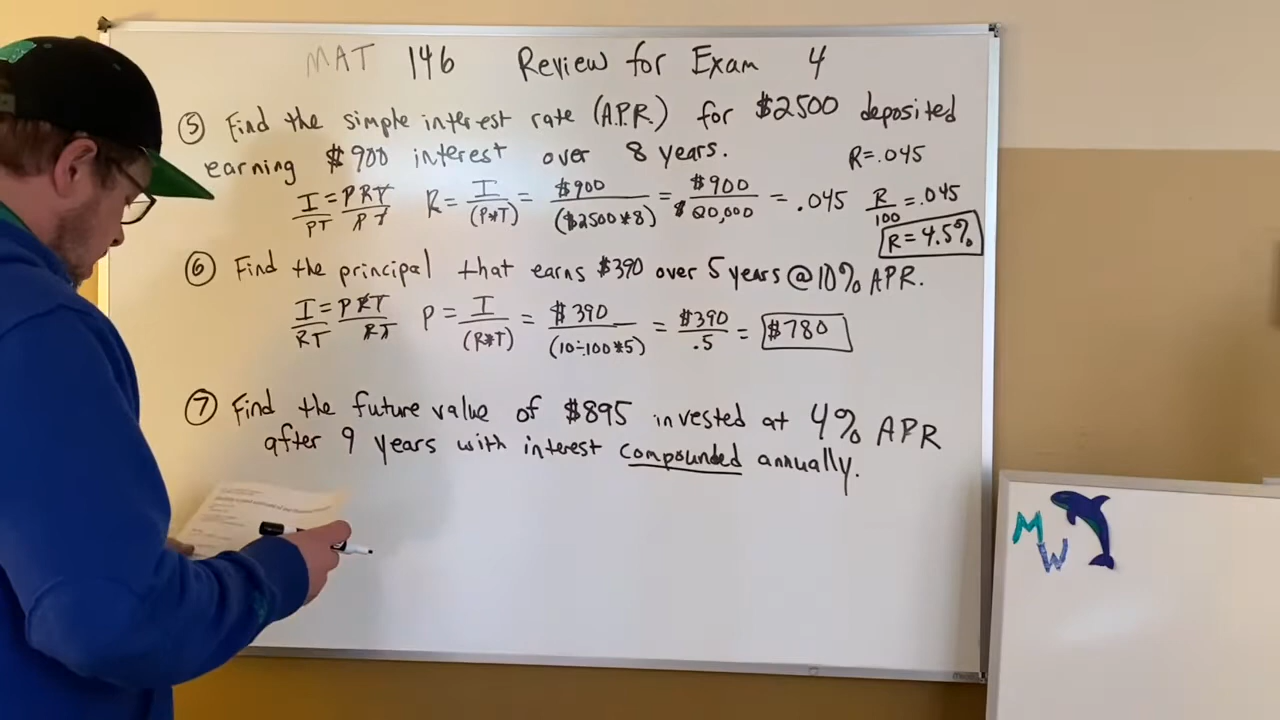 MAT 146 Review for Exam 4
⑤ Find the simple interest rate (A.P.R.) for $2500 deposited
earning $900 interest over 8 years.
R=.045
I/PT = PRT/PT R = I/(P*T) = $900/($2500*8) = $900/$20,000 = .045
R/100 = .045
R=4.5%
⑥ Find the principal that earns $390 over 5 years @ 10% APR.
I/RT = PRT/RT P = I/(R*T) = $390/(10÷100*5) = $390/.5 = $780
⑦ Find the future value of $895 invested at 4% APR
after 9 years with interest compounded annually.
M
W